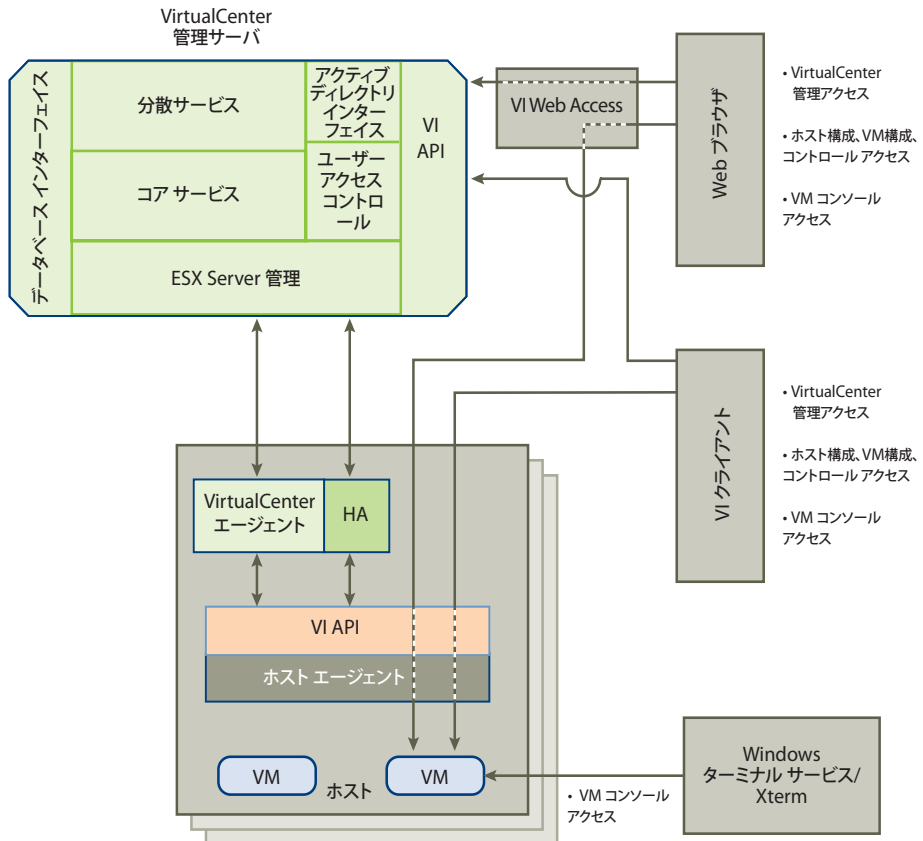 VirtualCenter
管理サーバ
データベース インターフェイス
分散サービス
アクティブ
ディレクトリ
インター
フェイス
コア サービス
ユーザー
アクセス
コントロ
ール
VI
API
ESX Server 管理
VI Web Access
Web ブラウザ
• VirtualCenter
管理アクセス
• ホスト構成、VM構成、
コントロール アクセス
• VM コンソール
アクセス
VI クライアント
• VirtualCenter
管理アクセス
• ホスト構成、VM構成、
コントロール アクセス
• VM コンソール
アクセス
VirtualCenter
エージェント
HA
VI API
ホスト エージェント
VM
ホスト
VM
• VM コンソール
アクセス
Windows
ターミナル サービス/
Xterm